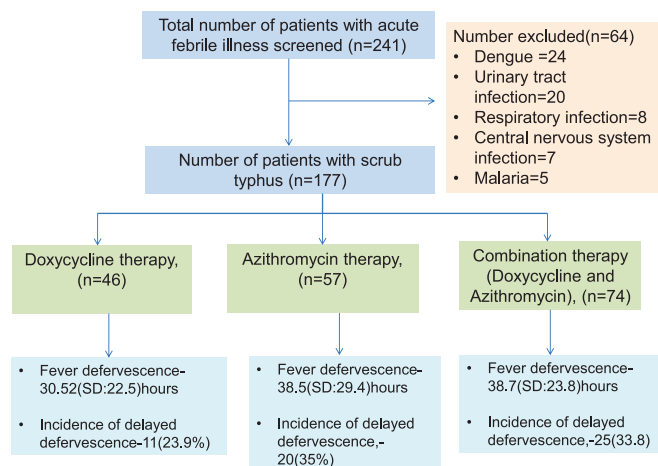 Total number of patients with acute
febrile illness screened (n=241)
Number excluded(n=64)
• Dengue =24
• Urinary tract
infection=20
• Respiratory infection=8
• Central nervous system
infection=7
• Malaria=5
Number of patients with scrub
typhus (n=177)
Doxycycline therapy,
(n=46)
Azithromycin therapy,
(n=57)
Combination therapy
(Doxycycline and
Azithromycin), (n=74)
• Fever defervescence-
30.52(SD:22.5)hours
• Incidence of delayed
defervescence-11(23.9%)
• Fever defervescence-
38.5(SD:29.4)hours
• Incidence of delayed
defervescence,-
20(35%)
• Fever defervescence-
38.7(SD:23.8)hours
• Incidence of delayed
defervescence,-25(33.8)